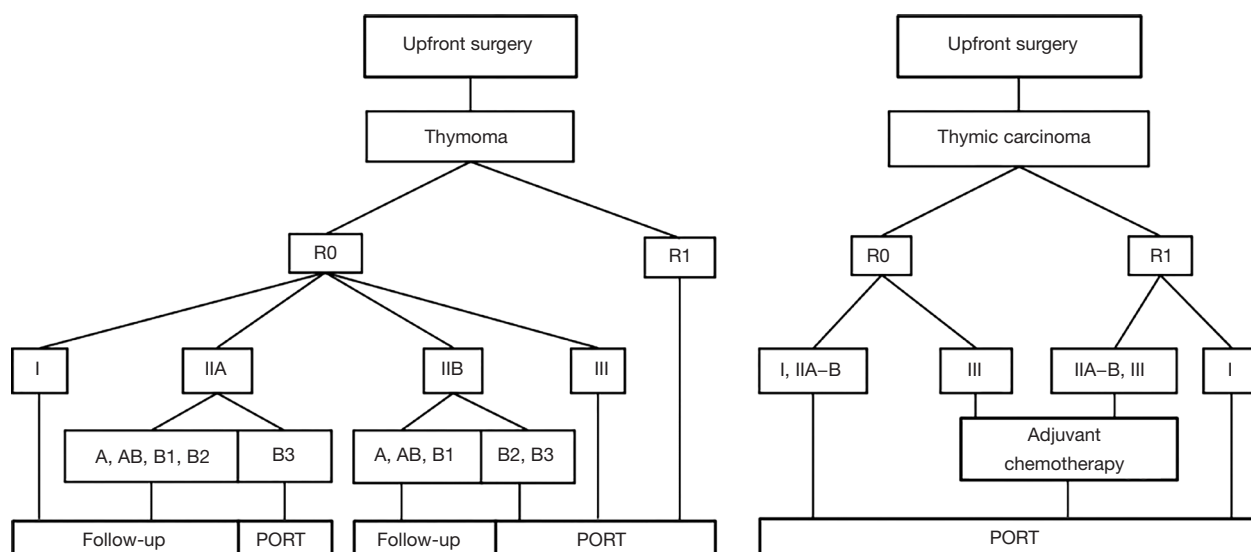 Upfront surgery
Thymoma
R0
R1
I
IIA
IIB
III
A, AB, B1, B2
B3
A, AB, B1
B2, B3
Follow-up
PORT
Follow-up
PORT
Upfront surgery
Thymic carcinoma
R0
R1
I, IIA–B
III
IIA–B, III
I
Adjuvant
chemotherapy
PORT